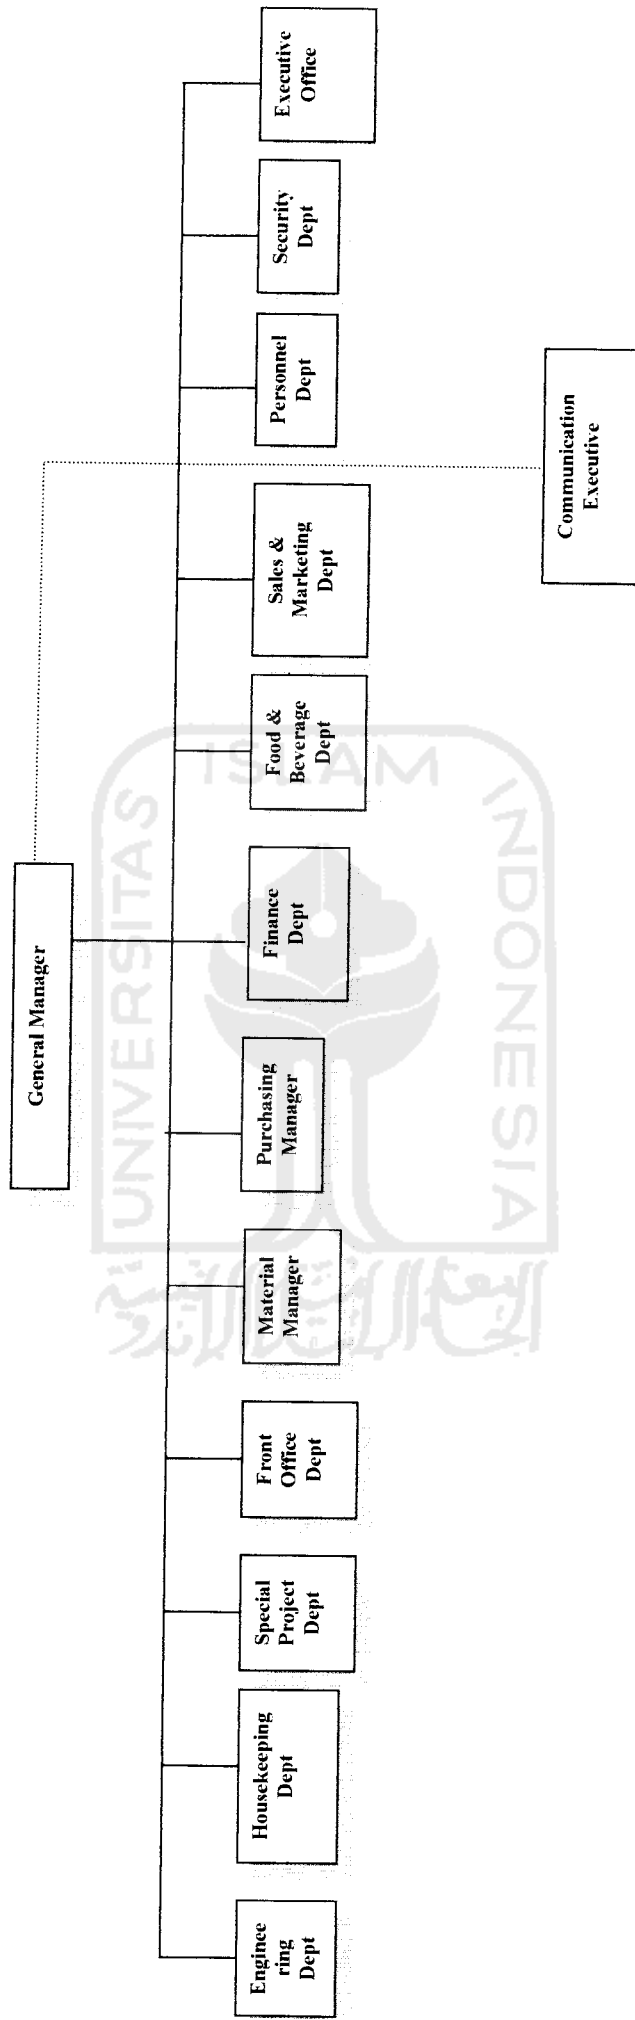 General Manager
Enginee
ring
Dept
Housekeeping
Dept
Special
Project
Dept
Front
Office
Dept
Material
Manager
Purchasing
Manager
Finance
Dept
Food &
Beverage
Dept
Sales &
Marketing
Dept
Personnel
Dept
Security
Dept
Executive
Office
Communication
Executive
UNIVERSITAS
ISLAM
INDONESIA